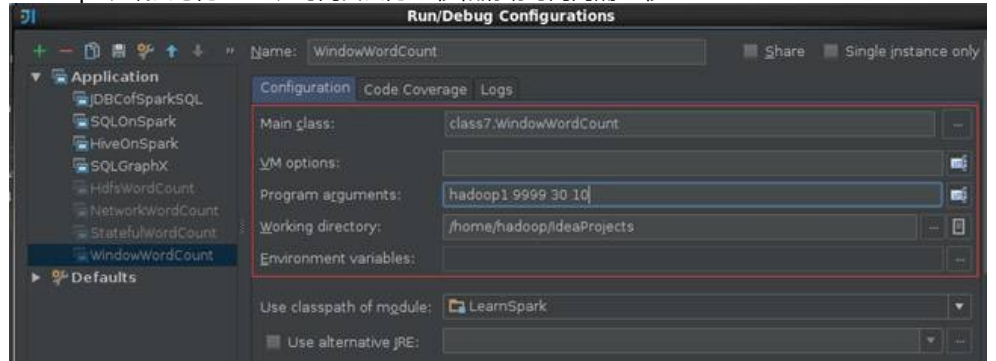 Run/Debug Configurations
Name: WindowWordCount
Share
Single instance only
Application
JDBCofSparkSQL
SQLOnSpark
HiveOnSpark
SQLGraphX
HdfsWordCount
NetworkWordCount
StatefulWordCount
WindowWordCount
Defaults
Configuration Code Coverage Logs
Main class: class7.WindowWordCount
VM options:
Program arguments: hadoop1 9999 30 10
Working directory: /home/hadoop/IdeaProjects
Environment variables:
Use classpath of module: LearnSpark
Use alternative JRE: